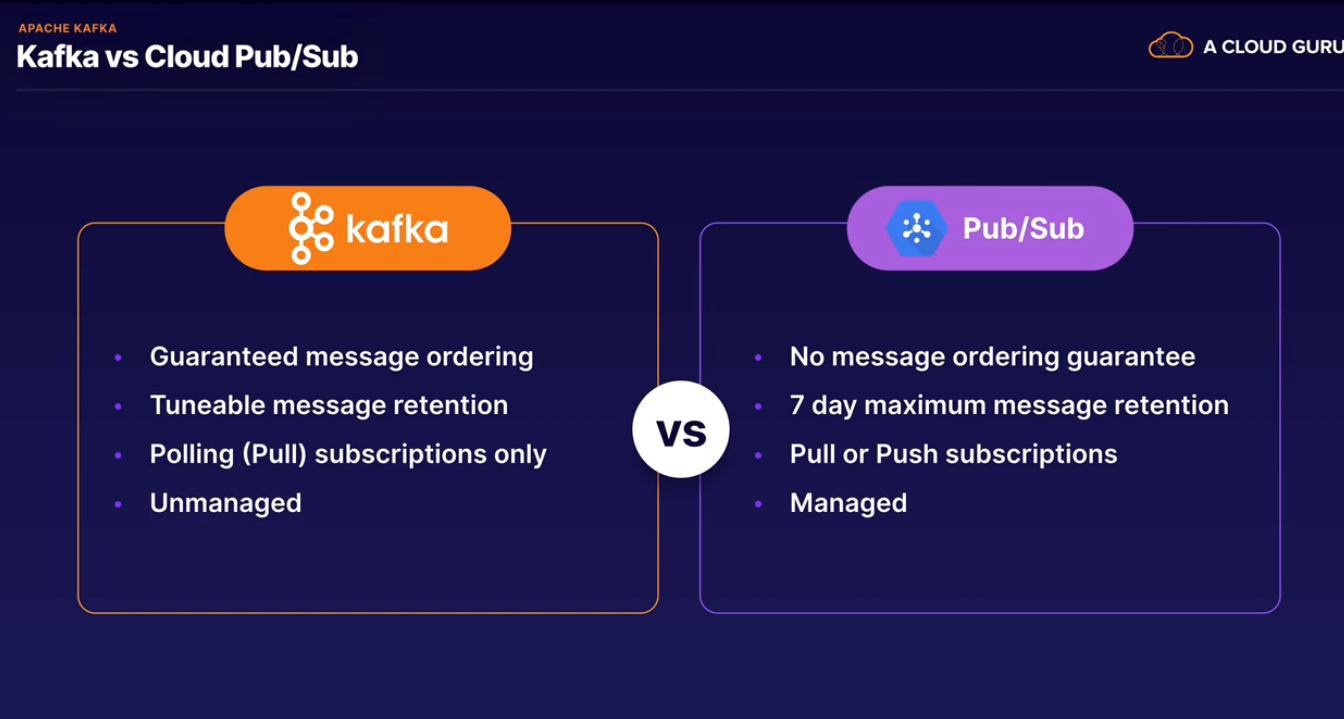 APACHE KAFKA
Kafka vs Cloud Pub/Sub
A CLOUD GURU
kafka
Guaranteed message ordering
Tuneable message retention
Polling (Pull) subscriptions only
Unmanaged
vs
Pub/Sub
No message ordering guarantee
7 day maximum message retention
Pull or Push subscriptions
Managed